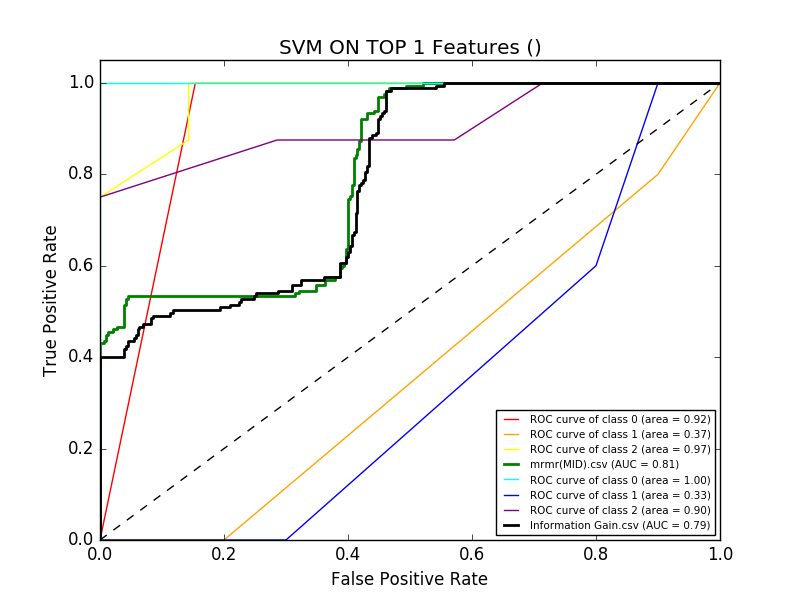 SVM ON TOP 1 Features ()
1.0
0.8
0.6
0.4
0.2
0.0
True Positive Rate
ROC curve of class 0 (area = 0.92)
ROC curve of class 1 (area = 0.37)
ROC curve of class 2 (area = 0.97)
mrmr(MID).csv (AUC = 0.81)
ROC curve of class 0 (area = 1.00)
ROC curve of class 1 (area = 0.33)
ROC curve of class 2 (area = 0.90)
Information Gain.csv (AUC = 0.79)
0.0 0.2 0.4 0.6 0.8 1.0
False Positive Rate